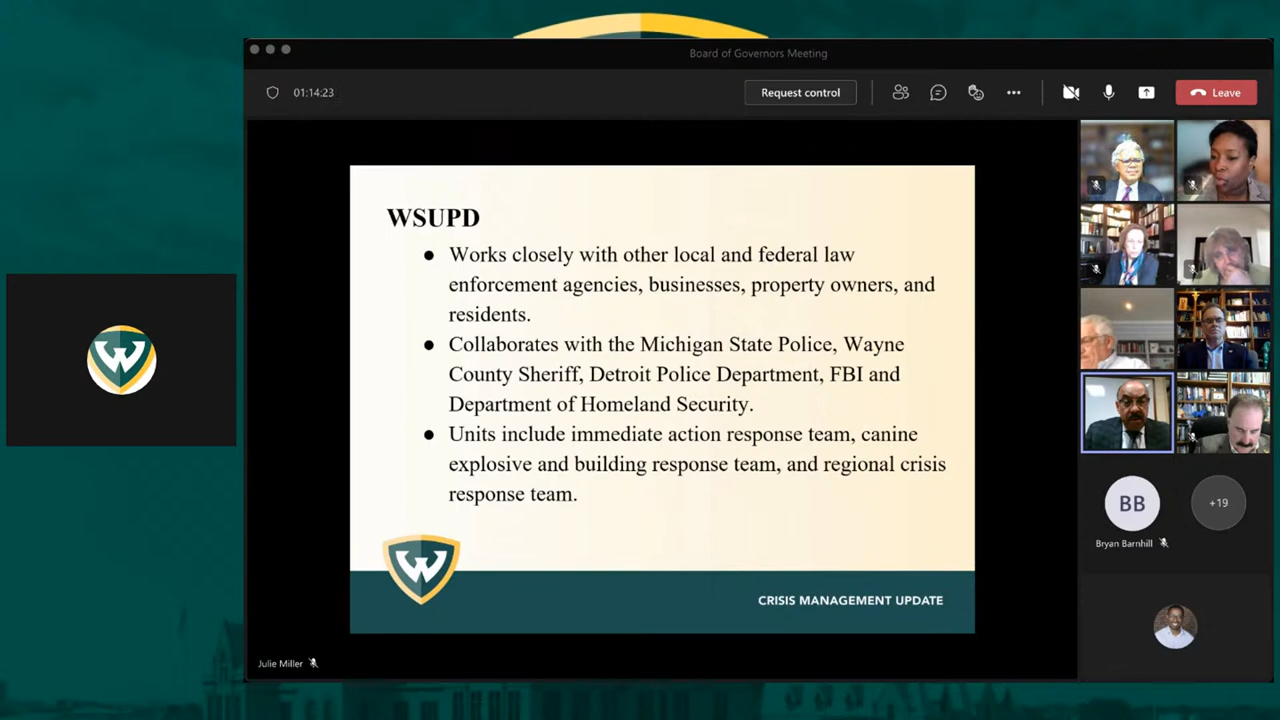 Board of Governors Meeting
01:14:23
Request control
Leave
WSUPD
● Works closely with other local and federal law
enforcement agencies, businesses, property owners, and
residents.
● Collaborates with the Michigan State Police, Wayne
County Sheriff, Detroit Police Department, FBI and
Department of Homeland Security.
● Units include immediate action response team, canine
explosive and building response team, and regional crisis
response team.
W
CRISIS MANAGEMENT UPDATE
Julie Miller
W
BB
+19
Bryan Barnhill